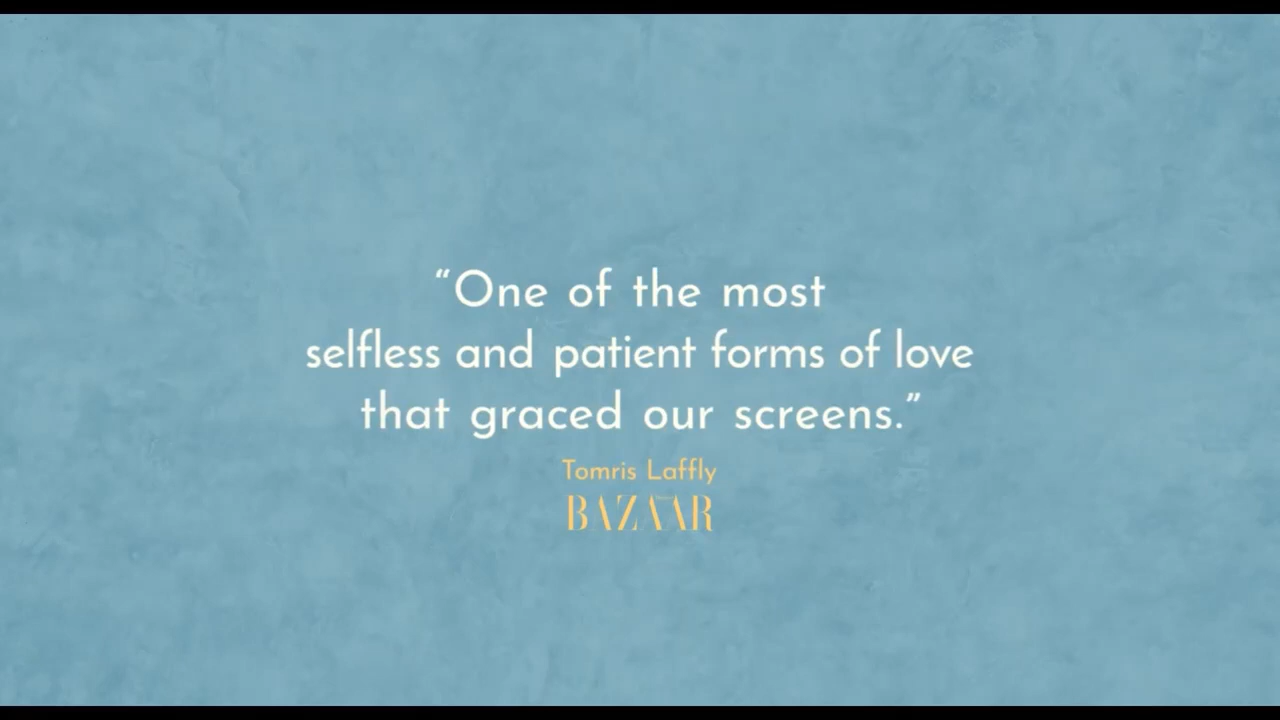 “One of the most
selfless and patient forms of love
that graced our screens.”
Tomris Laffly
BAZAAR